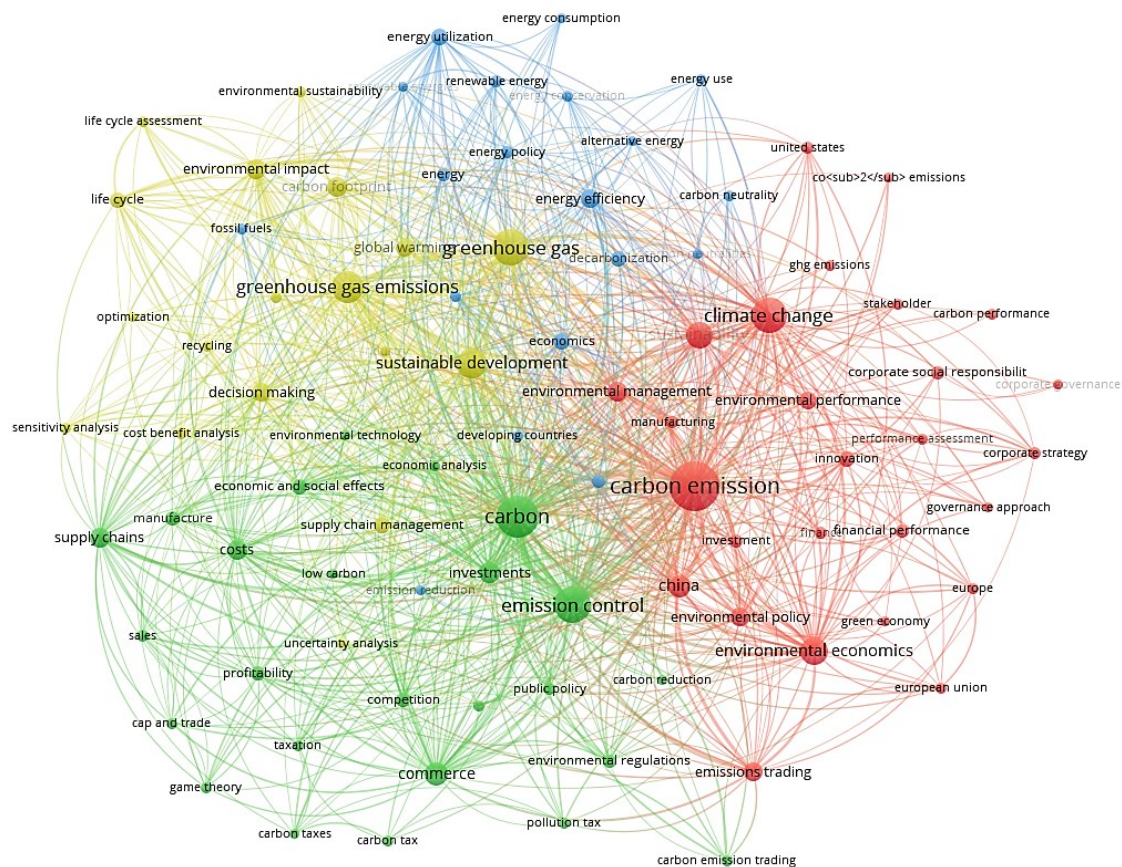 energy consumption
energy utilization
energy use
renewable energy
environmental sustainability
energy conservation
life cycle assessment
alternative energy
united states
energy policy
environmental impact
energy
co<sub>2</sub> emissions
carbon footprint
life cycle
energy efficiency
carbon neutrality
fossil fuels
global warming
greenhouse gas
decarbonization
ghg emissions
greenhouse gas emissions
stakeholder
climate change
carbon performance
optimization
economics
recycling
sustainable development
corporate social responsibilit
corporate governance
decision making
environmental management
environmental performance
manufacturing
sensitivity analysis
cost benefit analysis
environmental technology
developing countries
performance assessment
corporate strategy
economic analysis
innovation
economic and social effects
carbon emission
governance approach
manufacture
supply chain management
carbon
supply chains
costs
investment
finance
financial performance
low carbon
investments
china
emission reduction
europe
emission control
environmental policy
green economy
sales
uncertainty analysis
environmental economics
profitability
carbon reduction
public policy
european union
competition
cap and trade
taxation
environmental regulations
commerce
emissions trading
game theory
pollution tax
carbon taxes
carbon tax
carbon emission trading